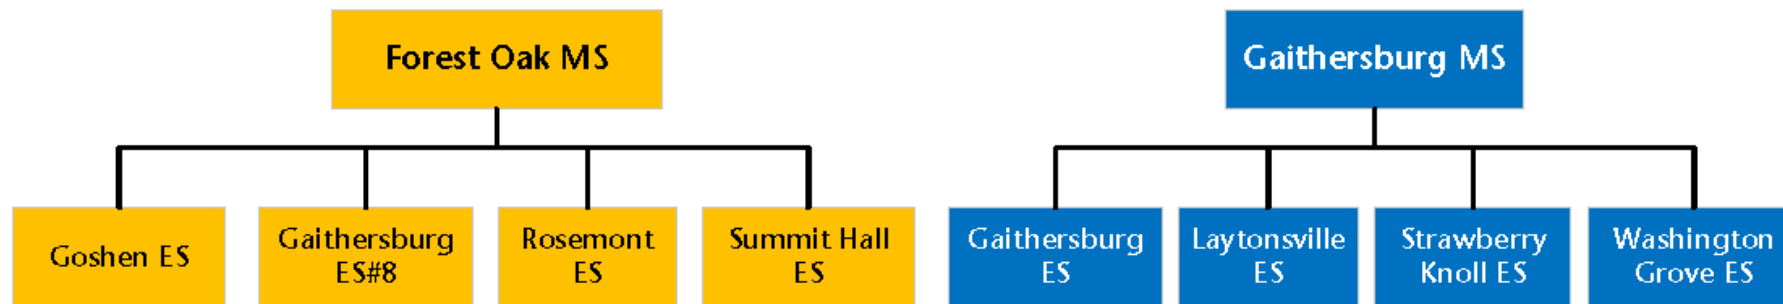 Forest Oak MS
Gaithersburg MS
Goshen ES
Gaithersburg
ES#8
Rosemont
ES
Summit Hall
ES
Gaithersburg
ES
Laytonsville
ES
Strawberry
Knoll ES
Washington
Grove ES